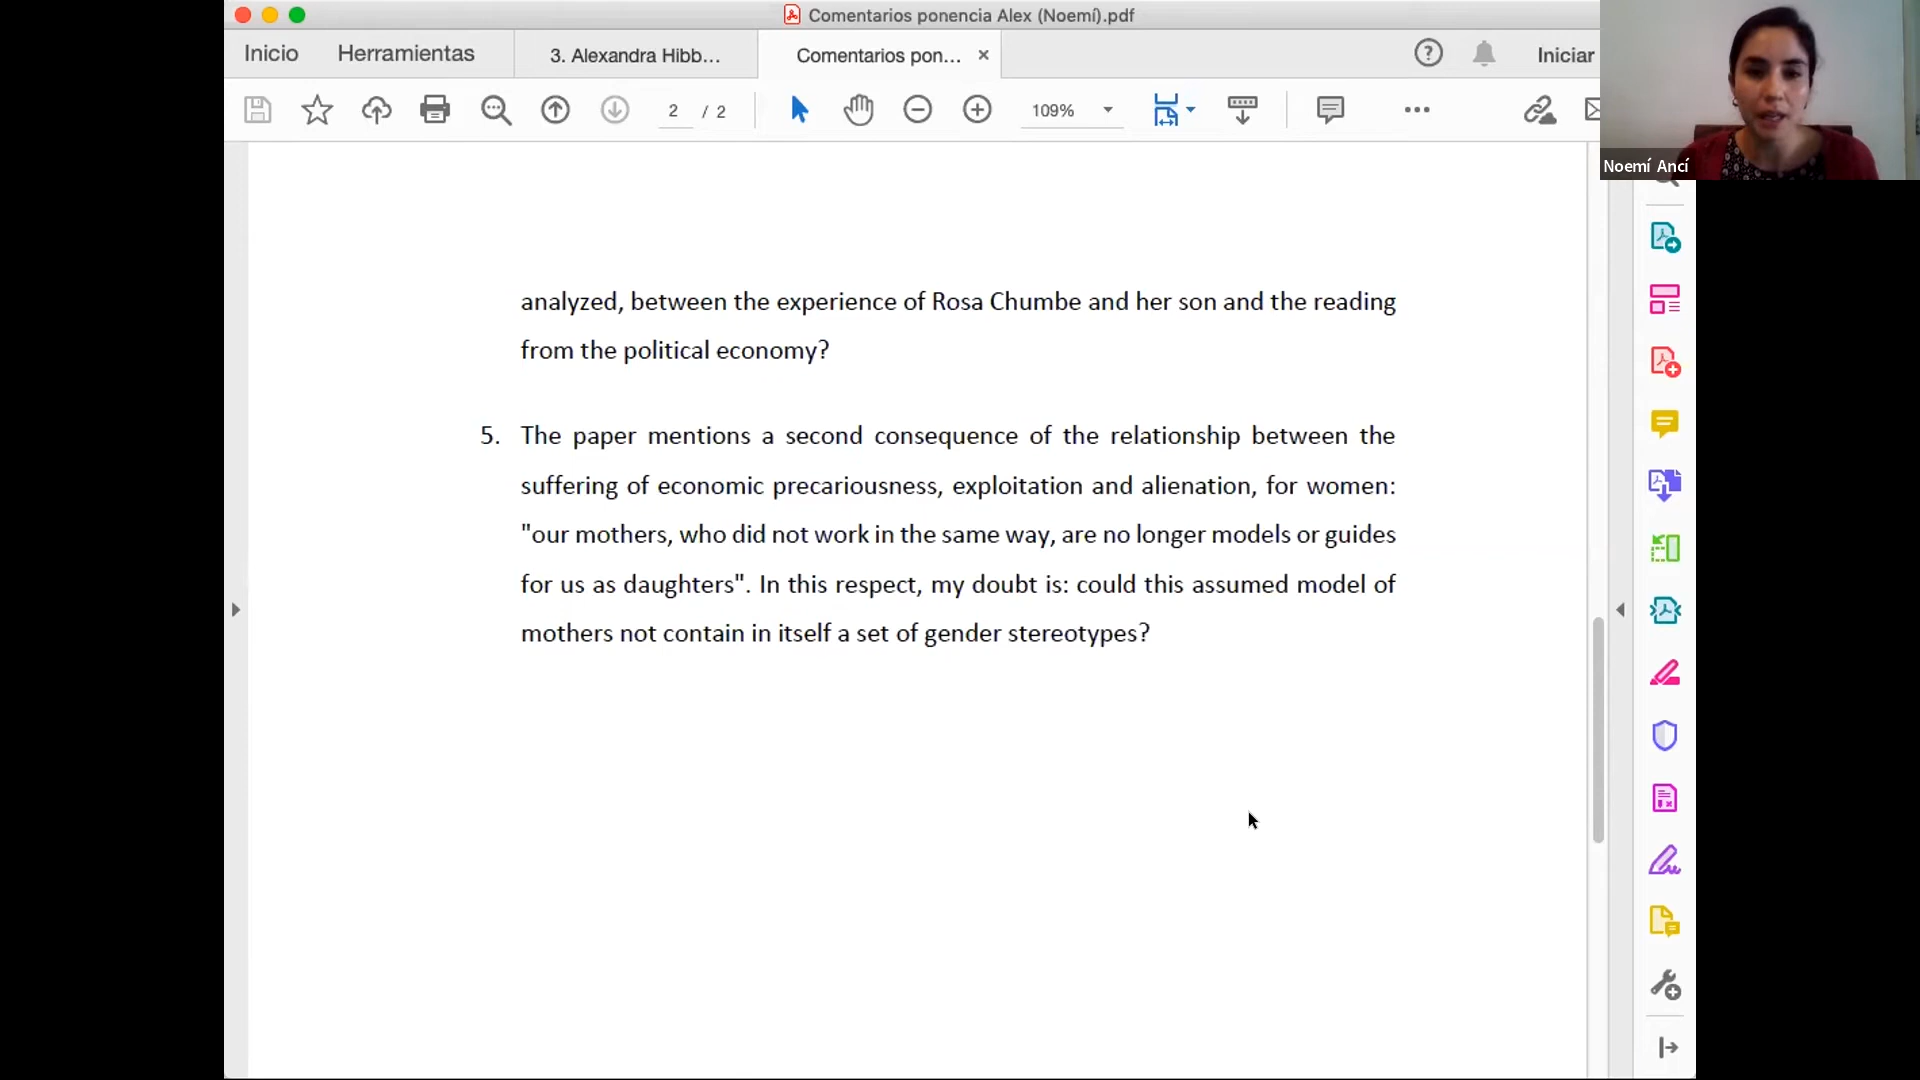 Comentarios ponencia Alex (Noemí).pdf
Inicio
Herramientas
3. Alexandra Hibb...
Comentarios pon...
Iniciar
2 / 2
109%
Noemí Ancí
analyzed, between the experience of Rosa Chumbe and her son and the reading
from the political economy?
5. The paper mentions a second consequence of the relationship between the
suffering of economic precariousness, exploitation and alienation, for women:
"our mothers, who did not work in the same way, are no longer models or guides
for us as daughters". In this respect, my doubt is: could this assumed model of
mothers not contain in itself a set of gender stereotypes?